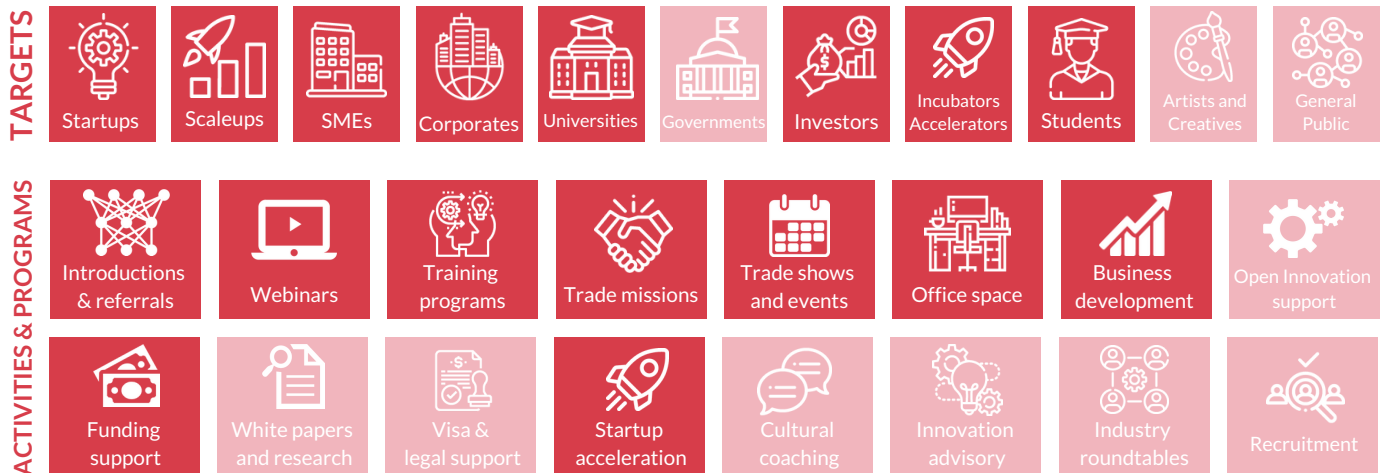 TARGETS
Startups
Scaleups
SMEs
Corporates
Universities
Governments
Investors
Incubators
Accelerators
Students
Artists and
Creatives
General
Public
ACTIVITIES & PROGRAMS
Introductions
& referrals
Webinars
Training
programs
Trade missions
Trade shows
and events
Office space
Business
development
Open Innovation
support
Funding
support
White papers
and research
Visa &
legal support
Startup
acceleration
Cultural
coaching
Innovation
advisory
Industry
roundtables
Recruitment